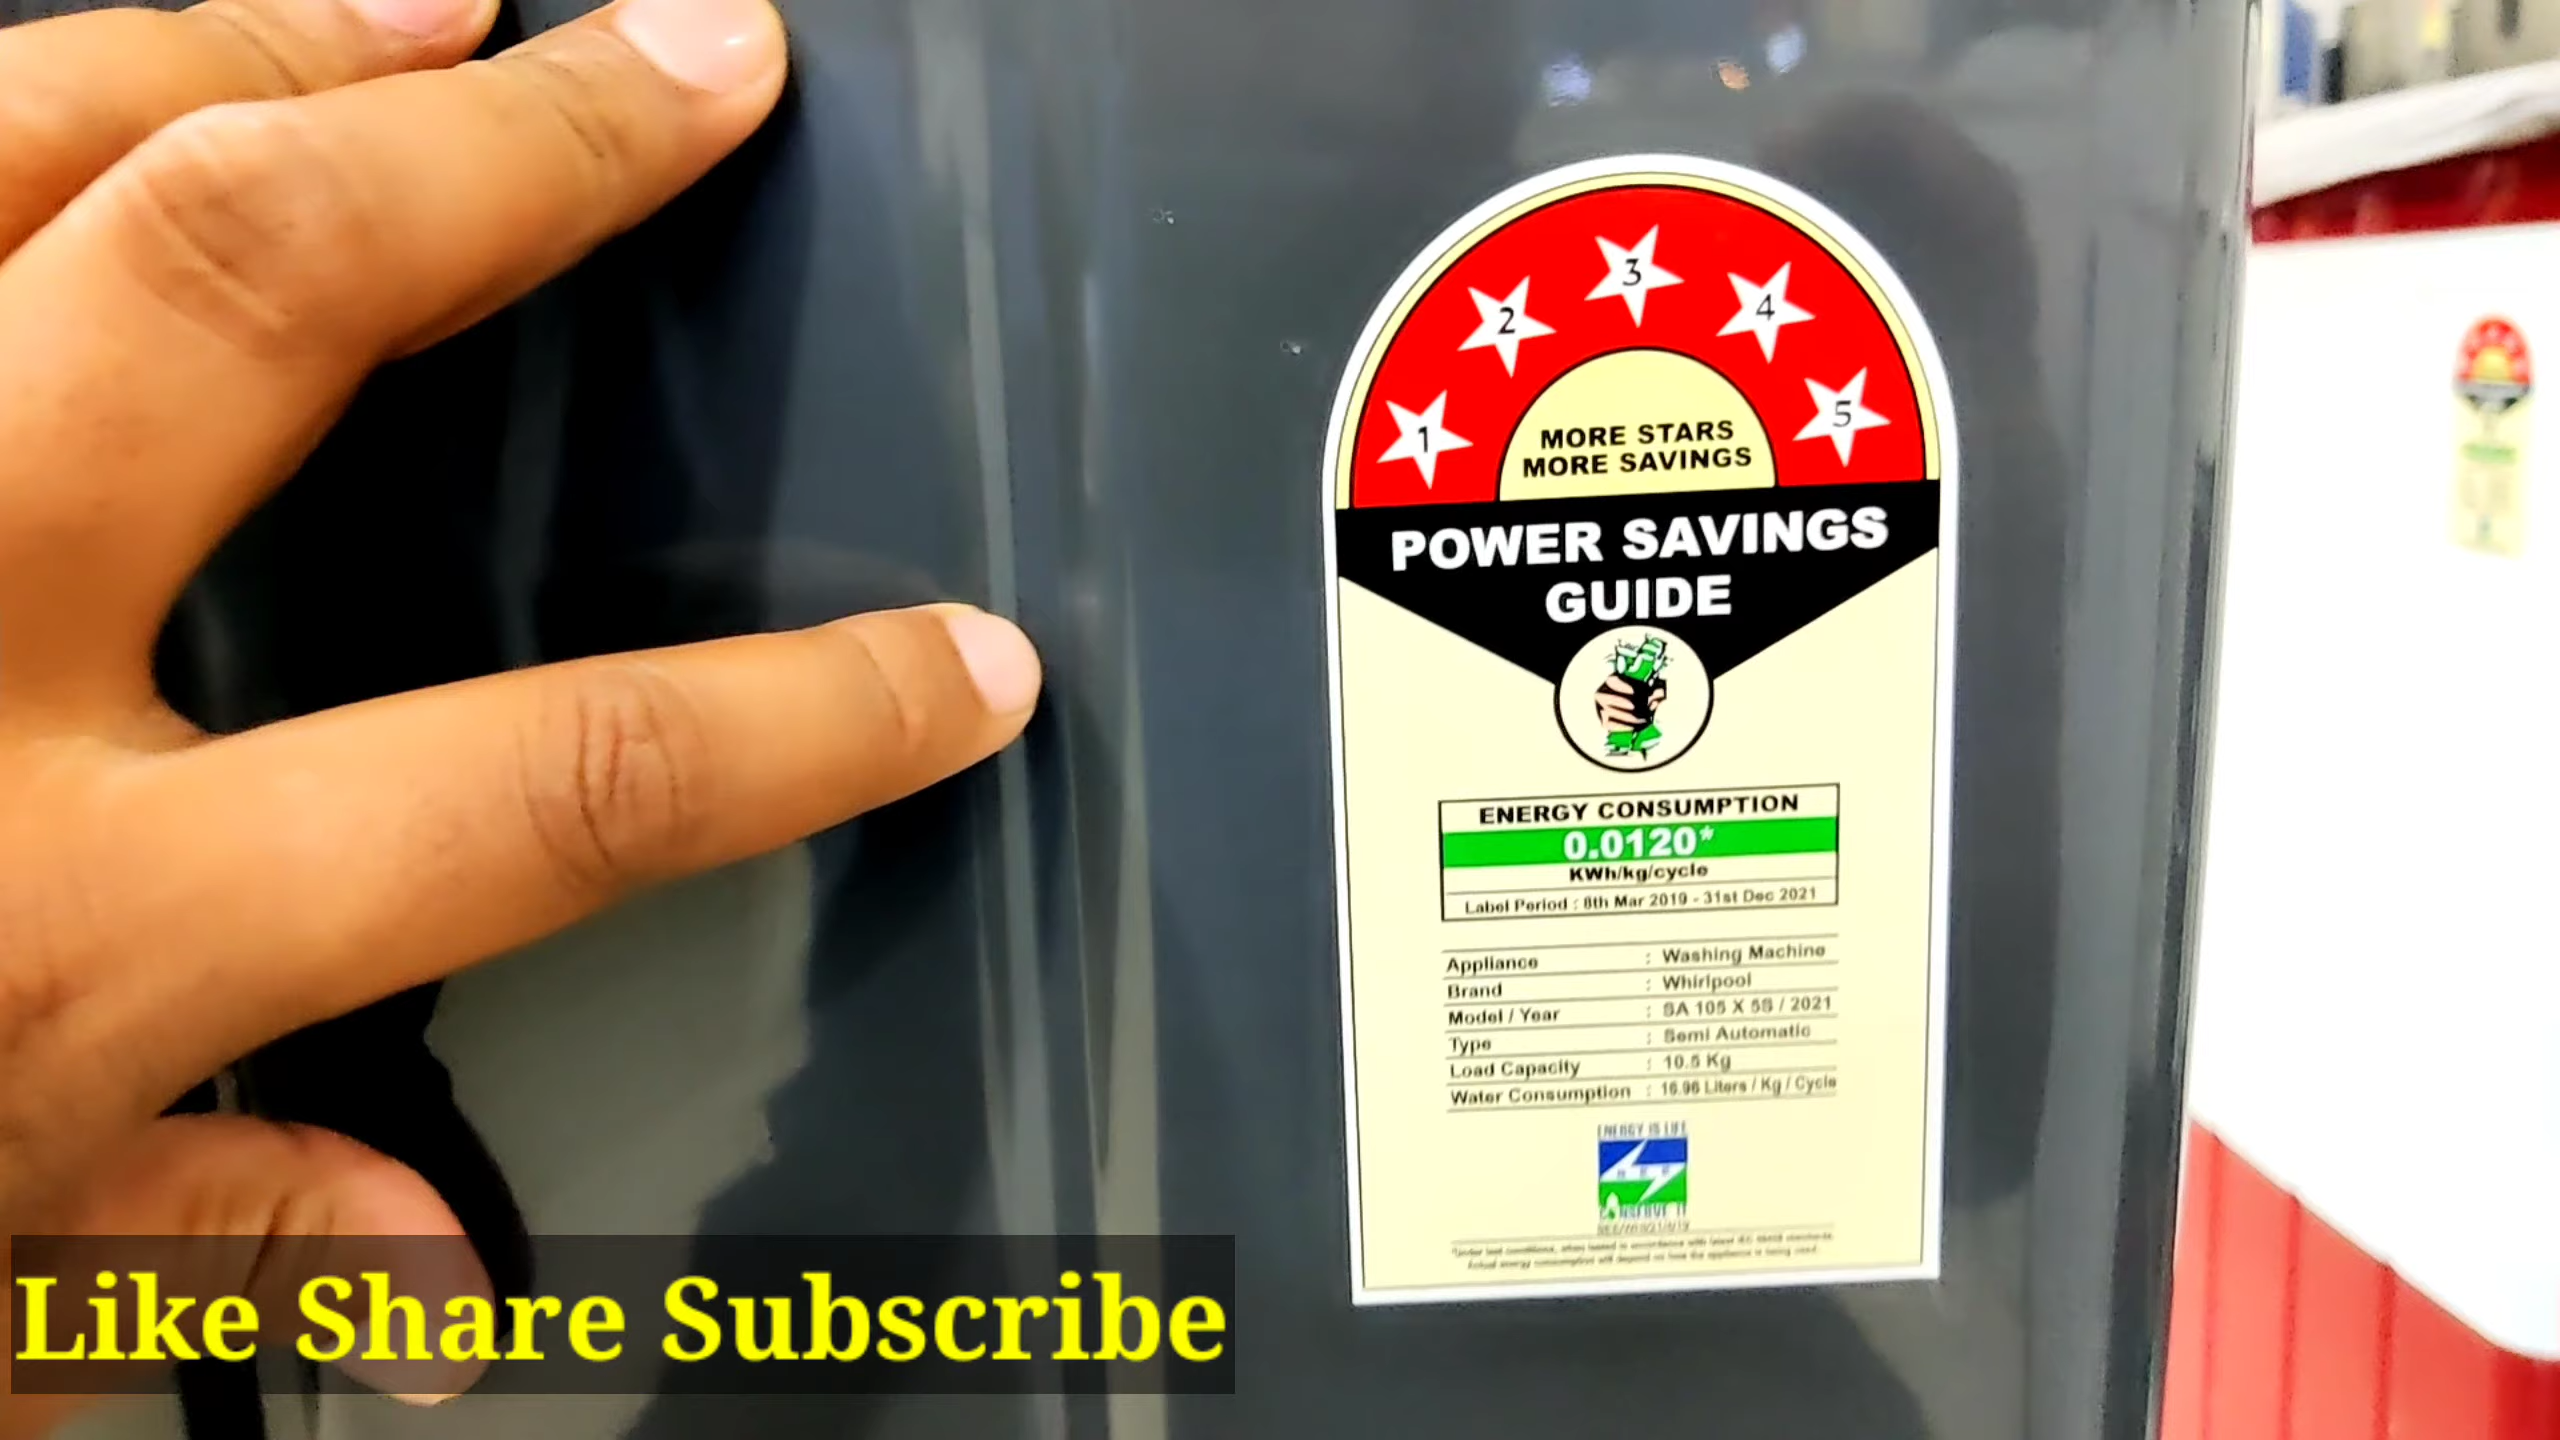 1
2
3
4
5
MORE STARS
MORE SAVINGS
POWER SAVINGS
GUIDE
ENERGY CONSUMPTION
0.0120*
KWh/kg/cycle
Label Period : 8th Mar 2019 - 31st Dec 2021
Appliance : Washing Machine
Brand : Whirlpool
Model / Year : SA 105 X 5S / 2021
Type : Semi Automatic
Load Capacity : 10.5 Kg
Water Consumption : 16.96 Liters / Kg / Cycle
ENERGY IS LIFE
CONSERVE IT
Like Share Subscribe